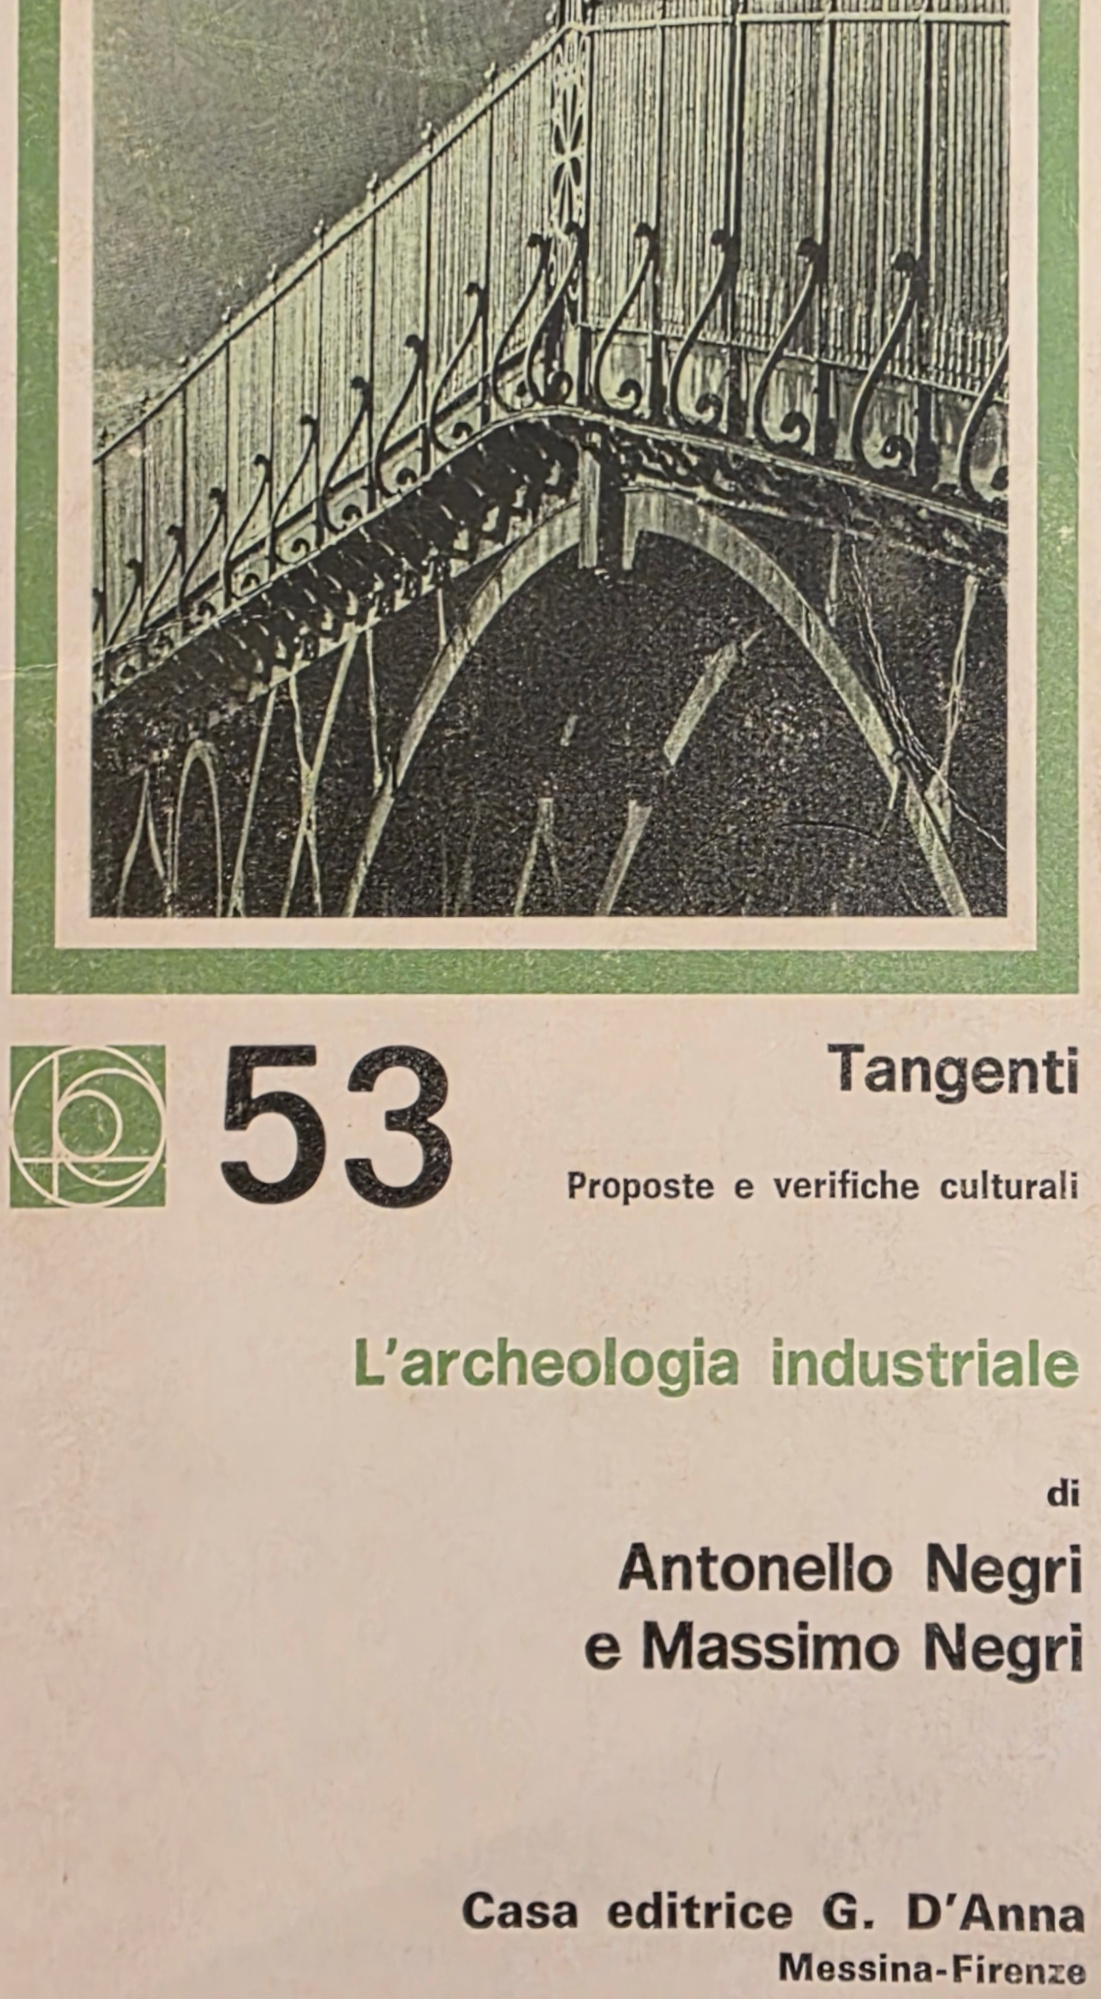 53
Tangenti
Proposte e verifiche culturali
L'archeologia industriale
di
Antonello Negri
e Massimo Negri
Casa editrice G. D'Anna
Messina-Firenze